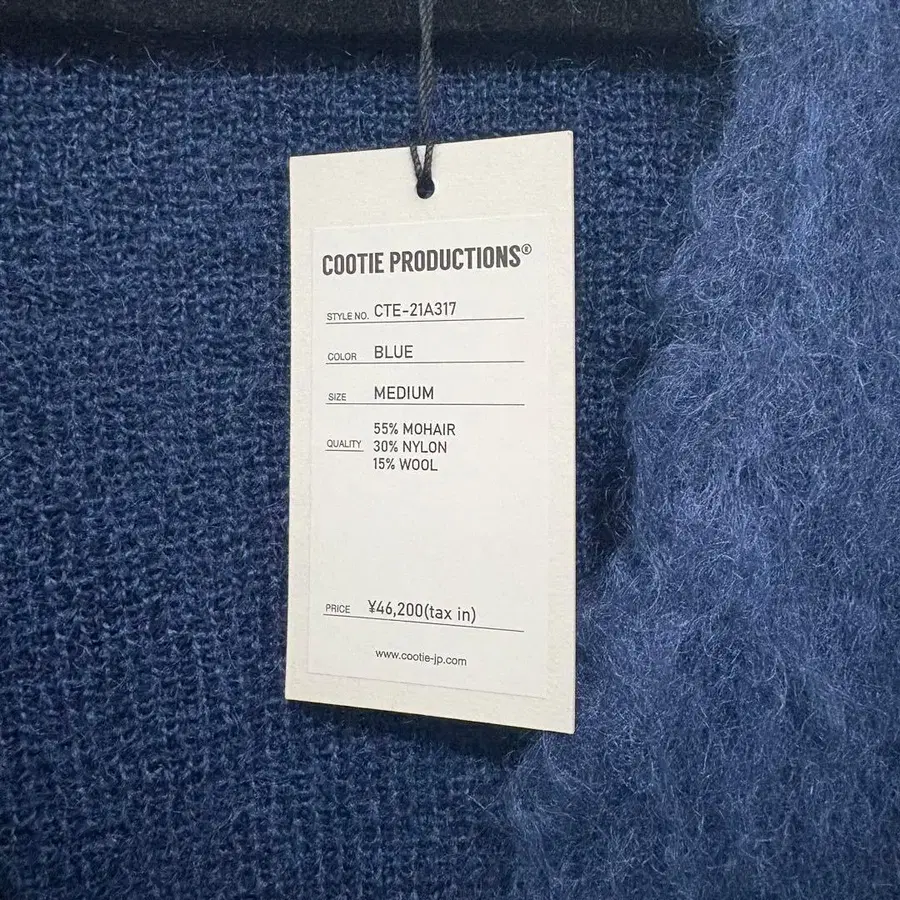 COOTIE PRODUCTIONS®
STYLE NO. CTE-21A317
COLOR BLUE
SIZE MEDIUM
55% MOHAIR
QUALITY 30% NYLON
15% WOOL
PRICE ¥46,200(tax in)
www.cootie-jp.com